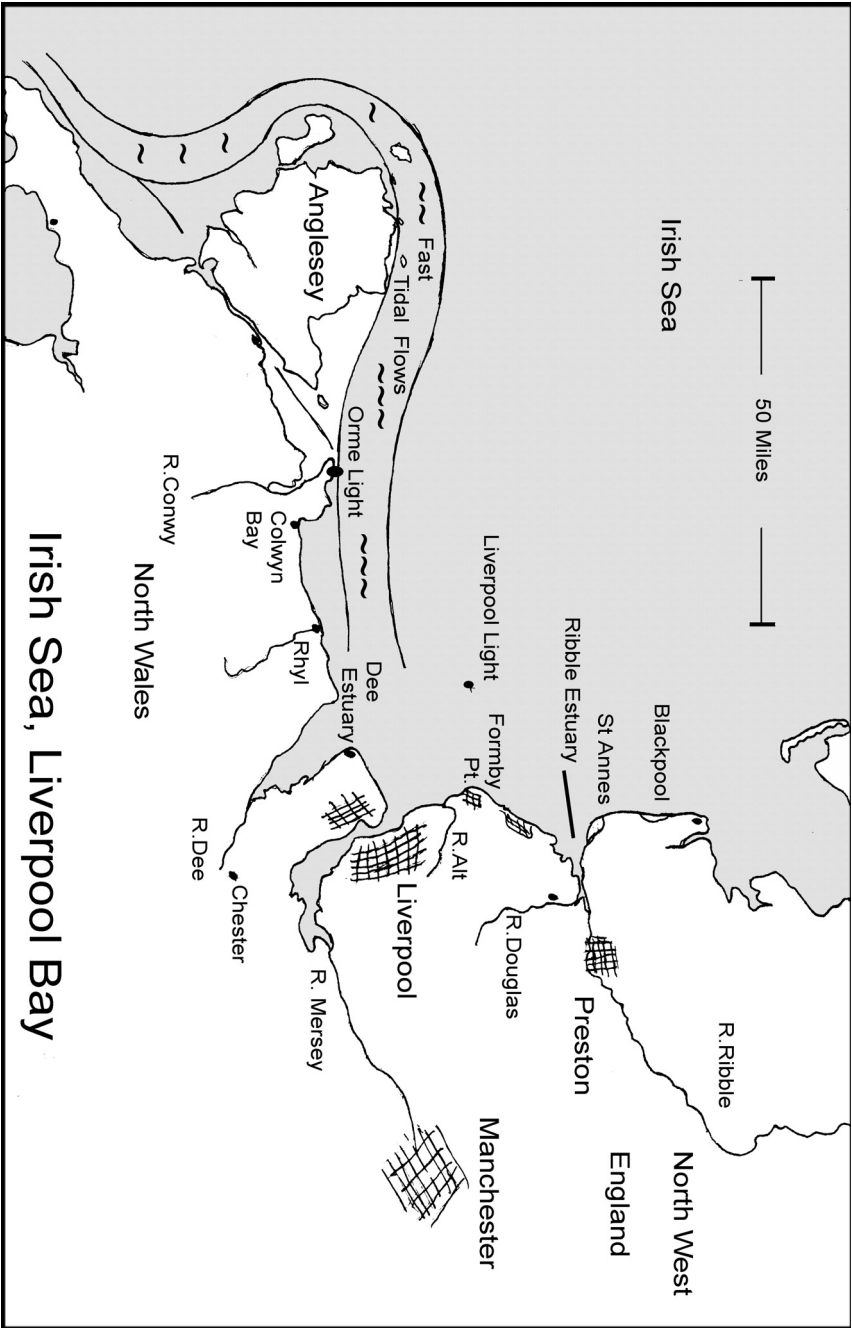 Irish Sea
50 Miles
Blackpool
St Annes
Ribble Estuary
Liverpool Light
Formby
Pt.
Fast
Tidal Flows
Anglesey
Orme Light
Colwyn
Bay
R.Conwy
Rhyl
Dee
Estuary
North Wales
R.Dee
Chester
R.Alt
Liverpool
R. Mersey
R.Douglas
Preston
R.Ribble
North West
England
Manchester
Irish Sea, Liverpool Bay